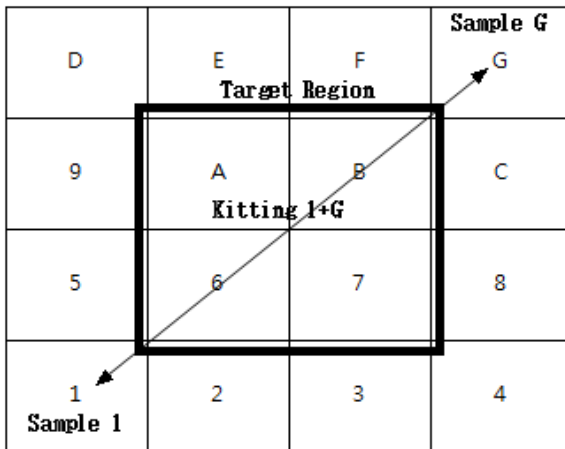 Sample G
D E F G
Target Region
9 A B C
Kitting 1+G
5 6 7 8
1 2 3 4
Sample 1